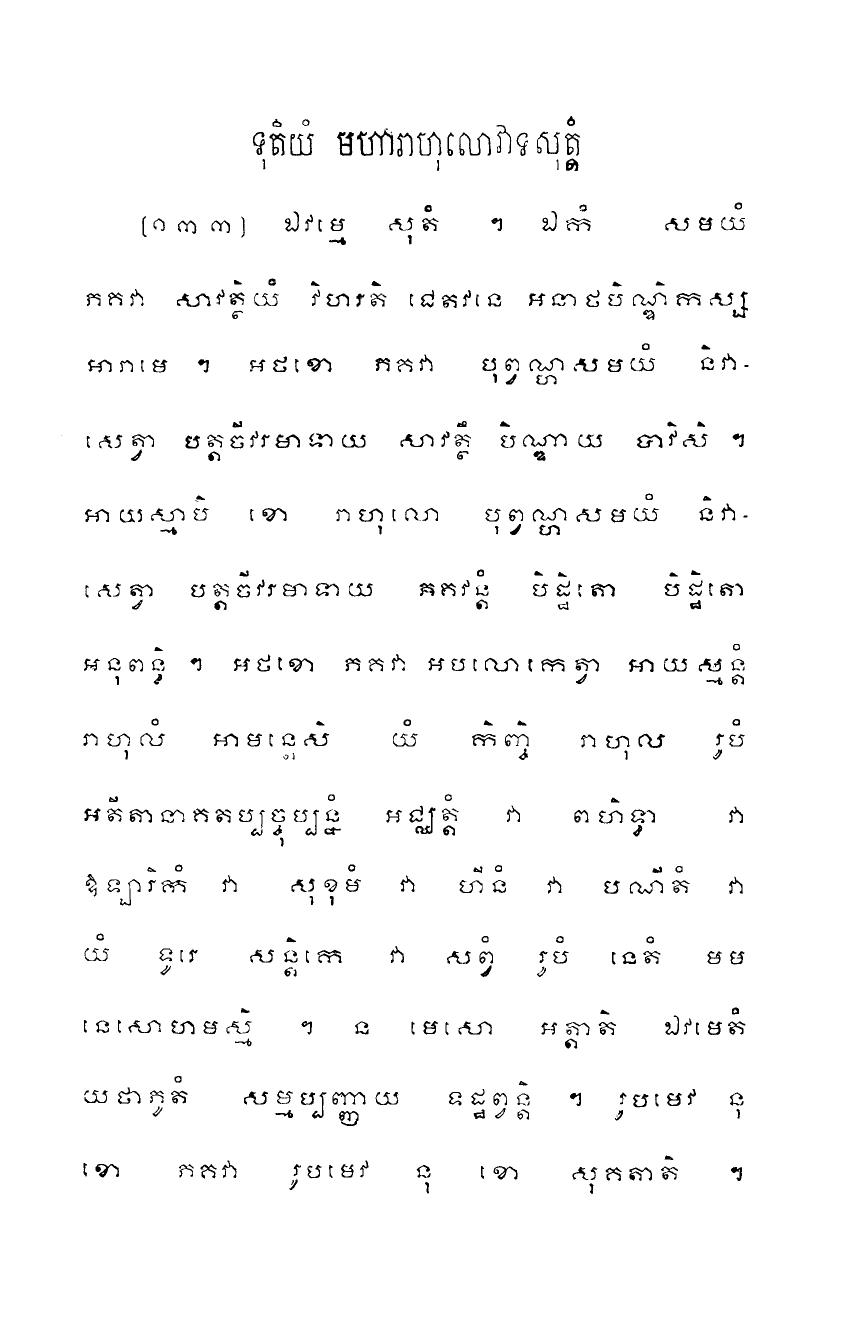 ទុតិយំ មហារាហុលោវាទសុត្តំ
[១៣៣] ឯវម្មេ សុតំ ។ ឯកំ សមយំ
ភគវា សាវត្ថិយំ វិហរតិ ជេតវនេ អនាថបិណ្ឌិកស្ស
អារាមេ ។ អថខោ ភគវា បុព្វណ្ហសមយំ និវា-
សេត្វា បត្តចីវរមាទាយ សាវត្ថឹ បិណ្ឌាយ បាវិសិ ។
អាយស្មាបិ ខោ រាហុលោ បុព្វណ្ហសមយំ និវា-
សេត្វា បត្តចីវរមាទាយ ភគវន្តំ បិដ្ឋិតោ បិដ្ឋិតោ
អនុពន្ធិ ។ អថខោ ភគវា អបលោកេត្វា អាយស្មន្តំ
រាហុលំ អាមន្តេសិ យំ កិញ្ចិ រាហុល រូបំ
អតីតានាគតប្បច្ចុប្បន្នំ អជ្ឈត្តំ វា ពហិទ្ធា វា
ឱឡារិកំ វា សុខុមំ វា ហីនំ វា បណីតំ វា
យំ ទូរេ សន្តិកេ វា សព្វំ រូបំ នេតំ មម
នេសោហមស្មិ ។ ន មេសោ អត្តាតិ ឯវមេតំ
យថាភូតំ សម្មប្បញ្ញាយ ទដ្ឋព្វន្តិ ។ រូបមេវ នុ
ខោ ភគវា រូបមេវ នុ ខោ សុគតាតិ ។